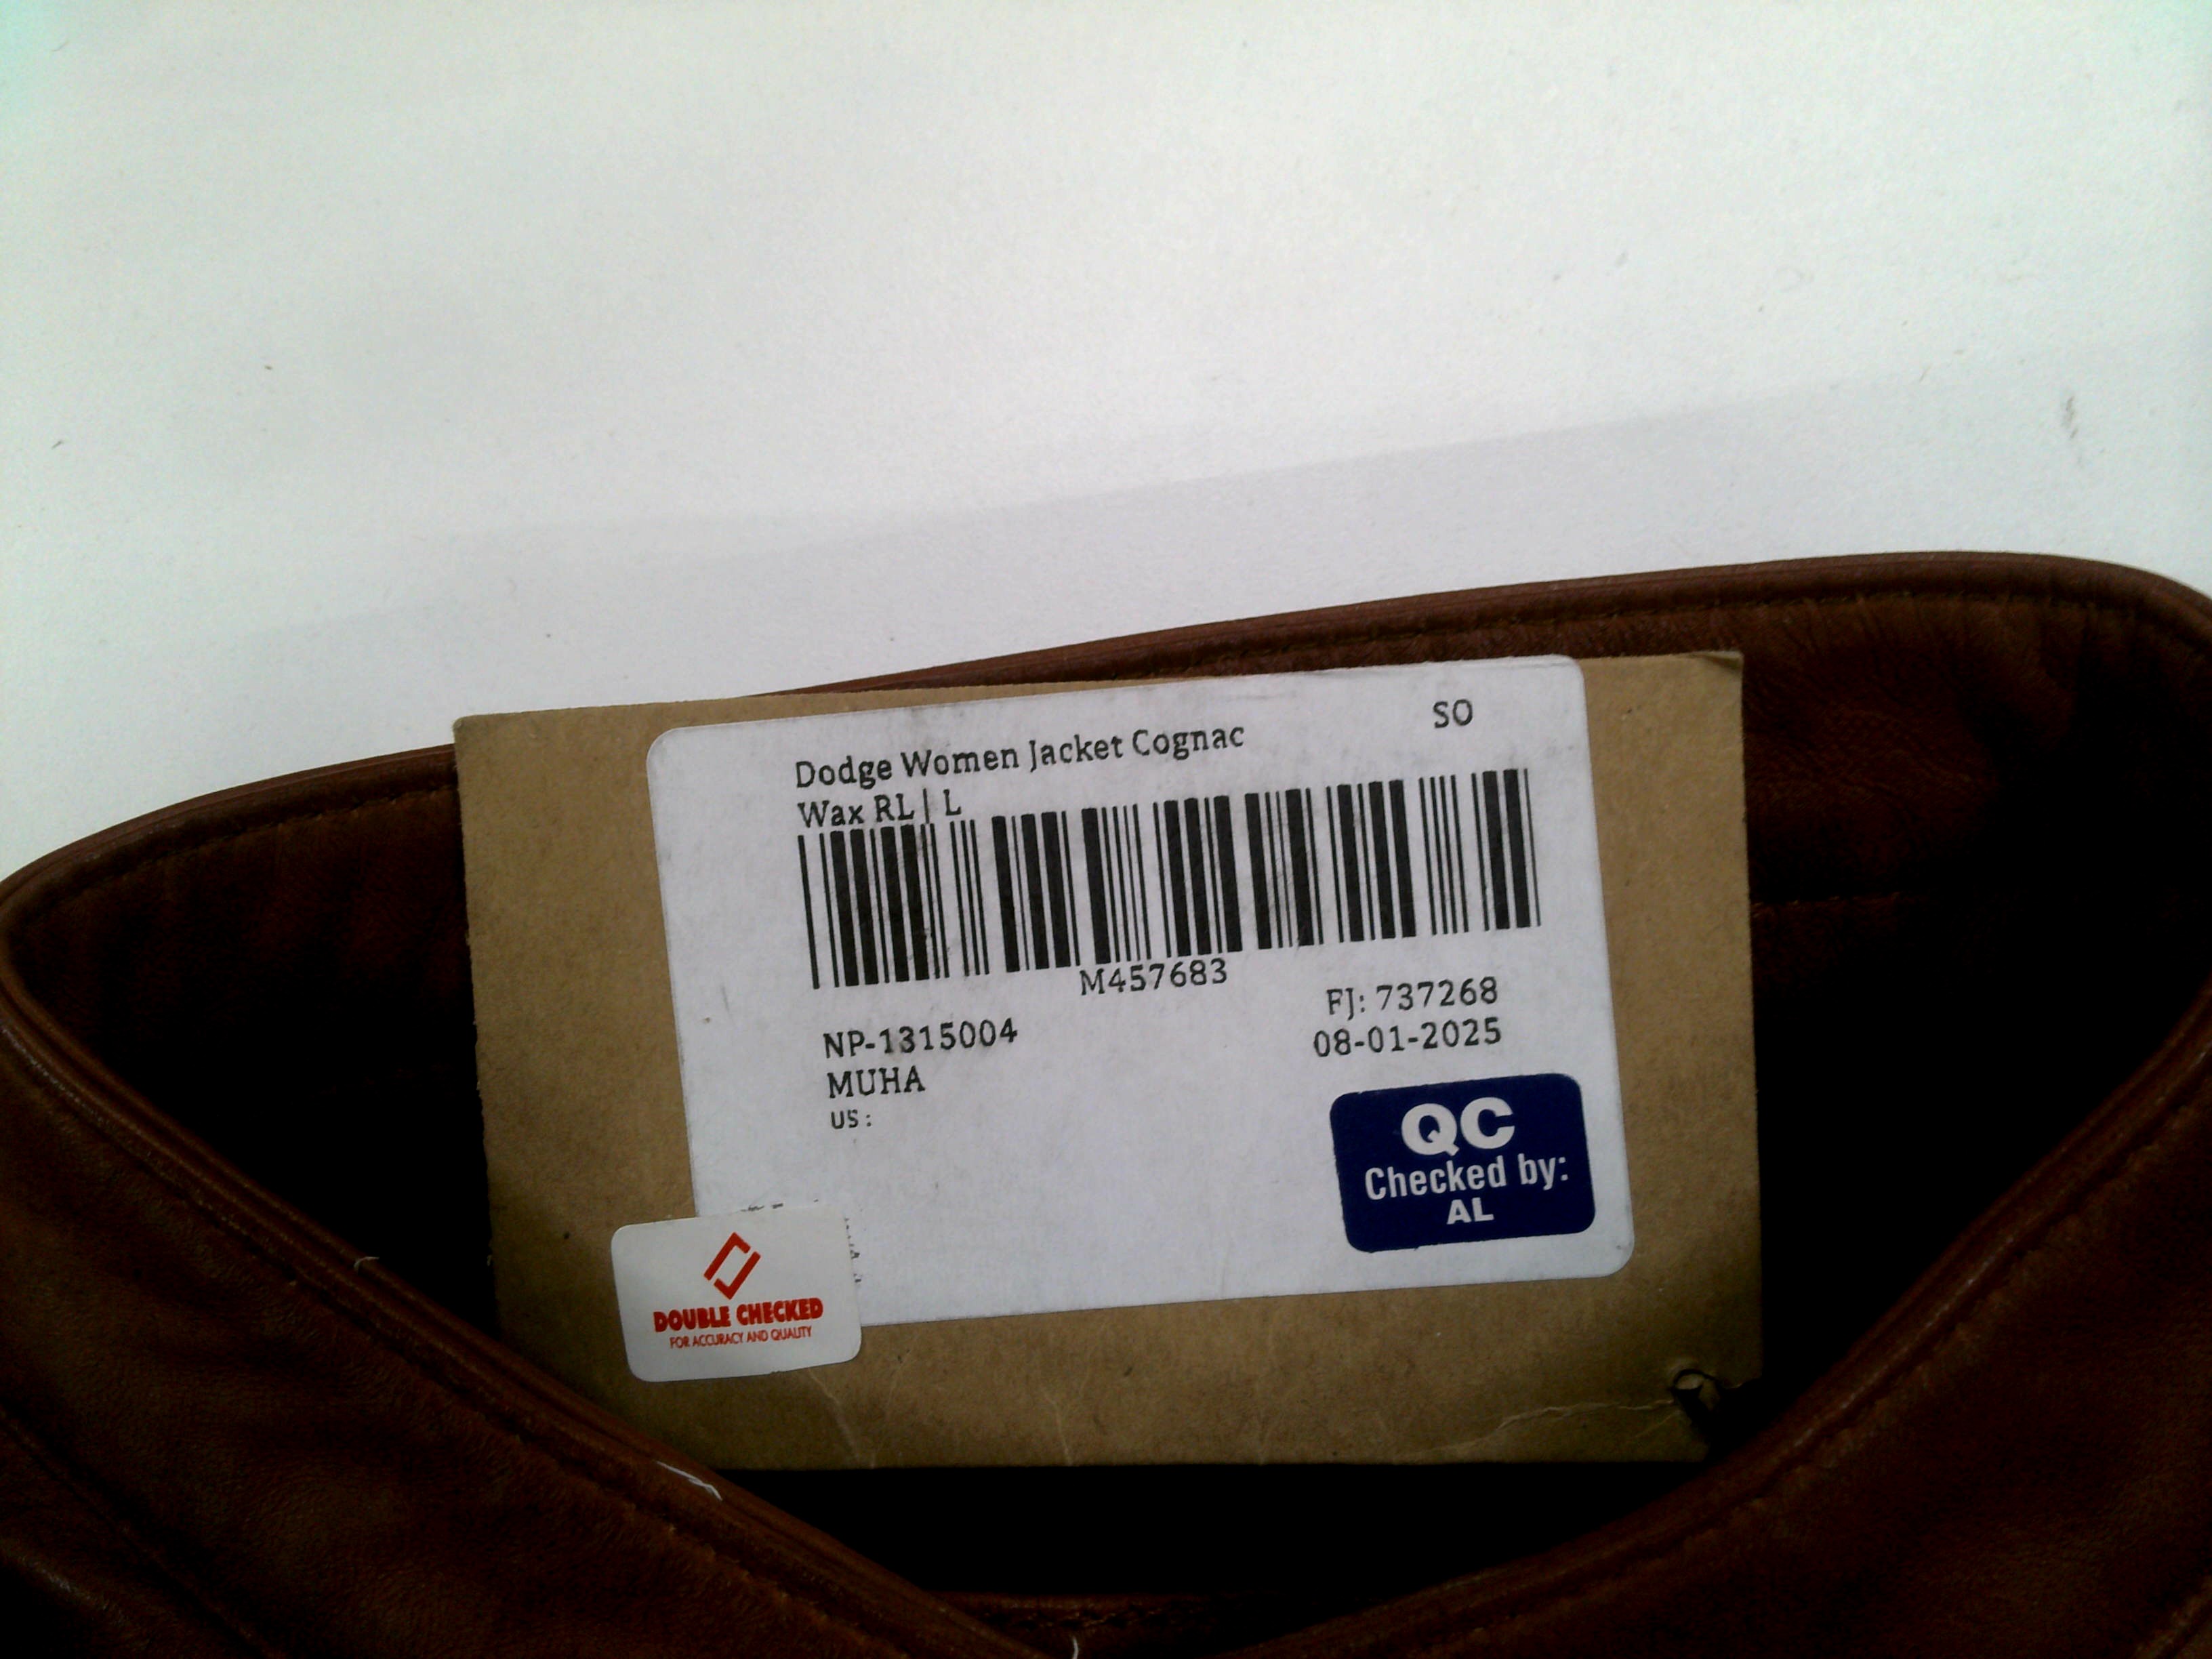 SO
Dodge Women Jacket Cognac
Wax RL | L
M457683
FJ: 737268
NP-1315004
08-01-2025
MUHA
US :
QC
Checked by:
AL
DOUBLE CHECKED
FOR ACCURACY AND QUALITY